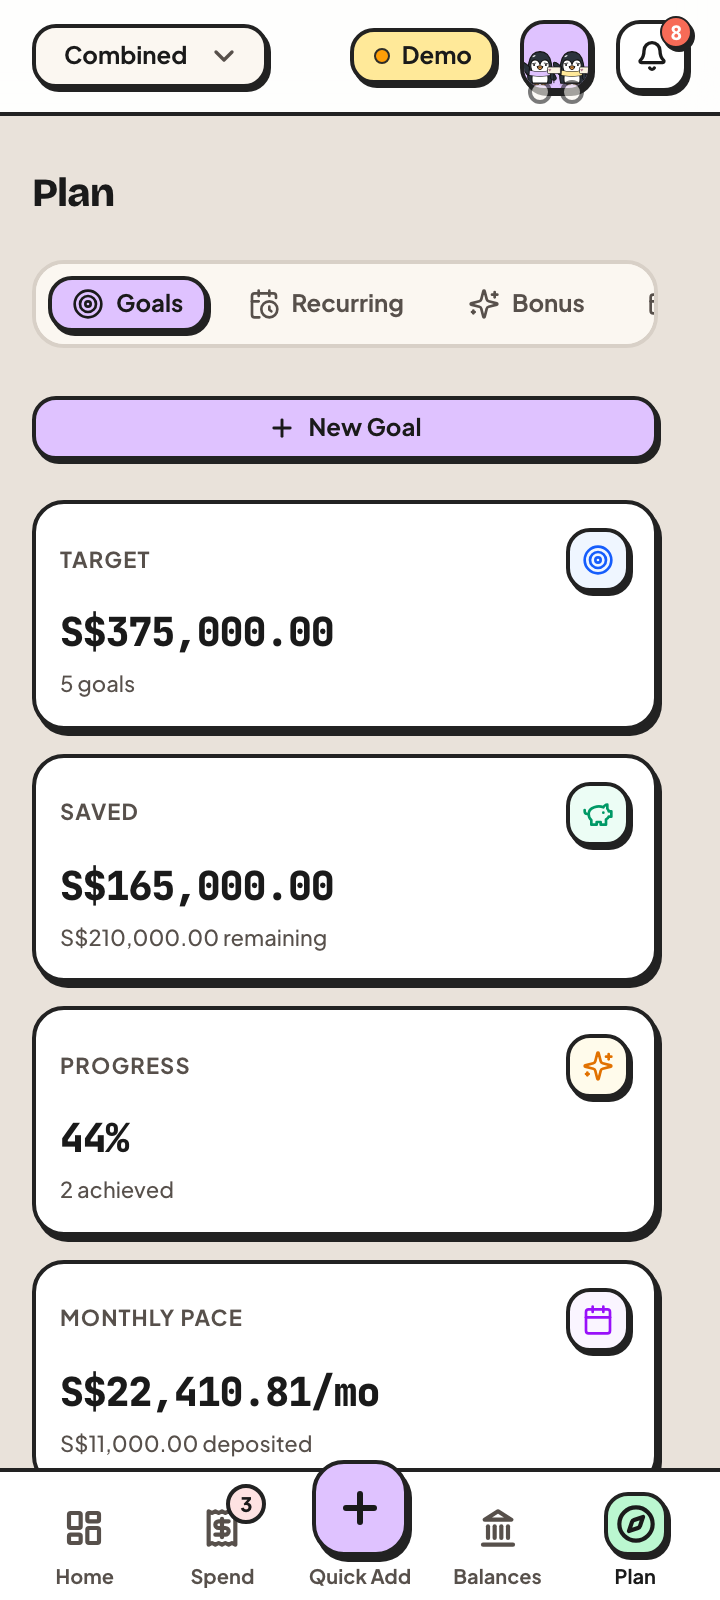 Combined
Demo
8
Plan
Goals
Recurring
Bonus
+ New Goal
TARGET
S$375,000.00
5 goals
SAVED
S$165,000.00
S$210,000.00 remaining
PROGRESS
44%
2 achieved
MONTHLY PACE
S$22,410.81/mo
S$11,000.00 deposited
3
Home
Spend
Quick Add
Balances
Plan